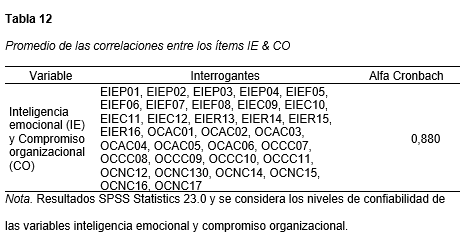 Tabla 12
Promedio de las correlaciones entre los ítems IE & CO
Variable Interrogantes Alfa Cronbach
Inteligencia
emocional (IE)
y Compromiso
organizacional
(CO)
EIEP01, EIEP02, EIEP03, EIEP04, EIEF05,
EIEF06, EIEF07, EIEF08, EIEC09, EIEC10,
EIEC11, EIEC12, EIER13, EIER14, EIER15,
EIER16, OCAC01, OCAC02, OCAC03,
OCAC04, OCAC05, OCAC06, OCCC07,
OCCC08, OCCC09, OCCC10, OCCC11,
OCNC12, OCNC130, OCNC14, OCNC15,
OCNC16, OCNC17
0,880
Nota. Resultados SPSS Statistics 23.0 y se considera los niveles de confiabilidad de
las variables inteligencia emocional y compromiso organizacional.